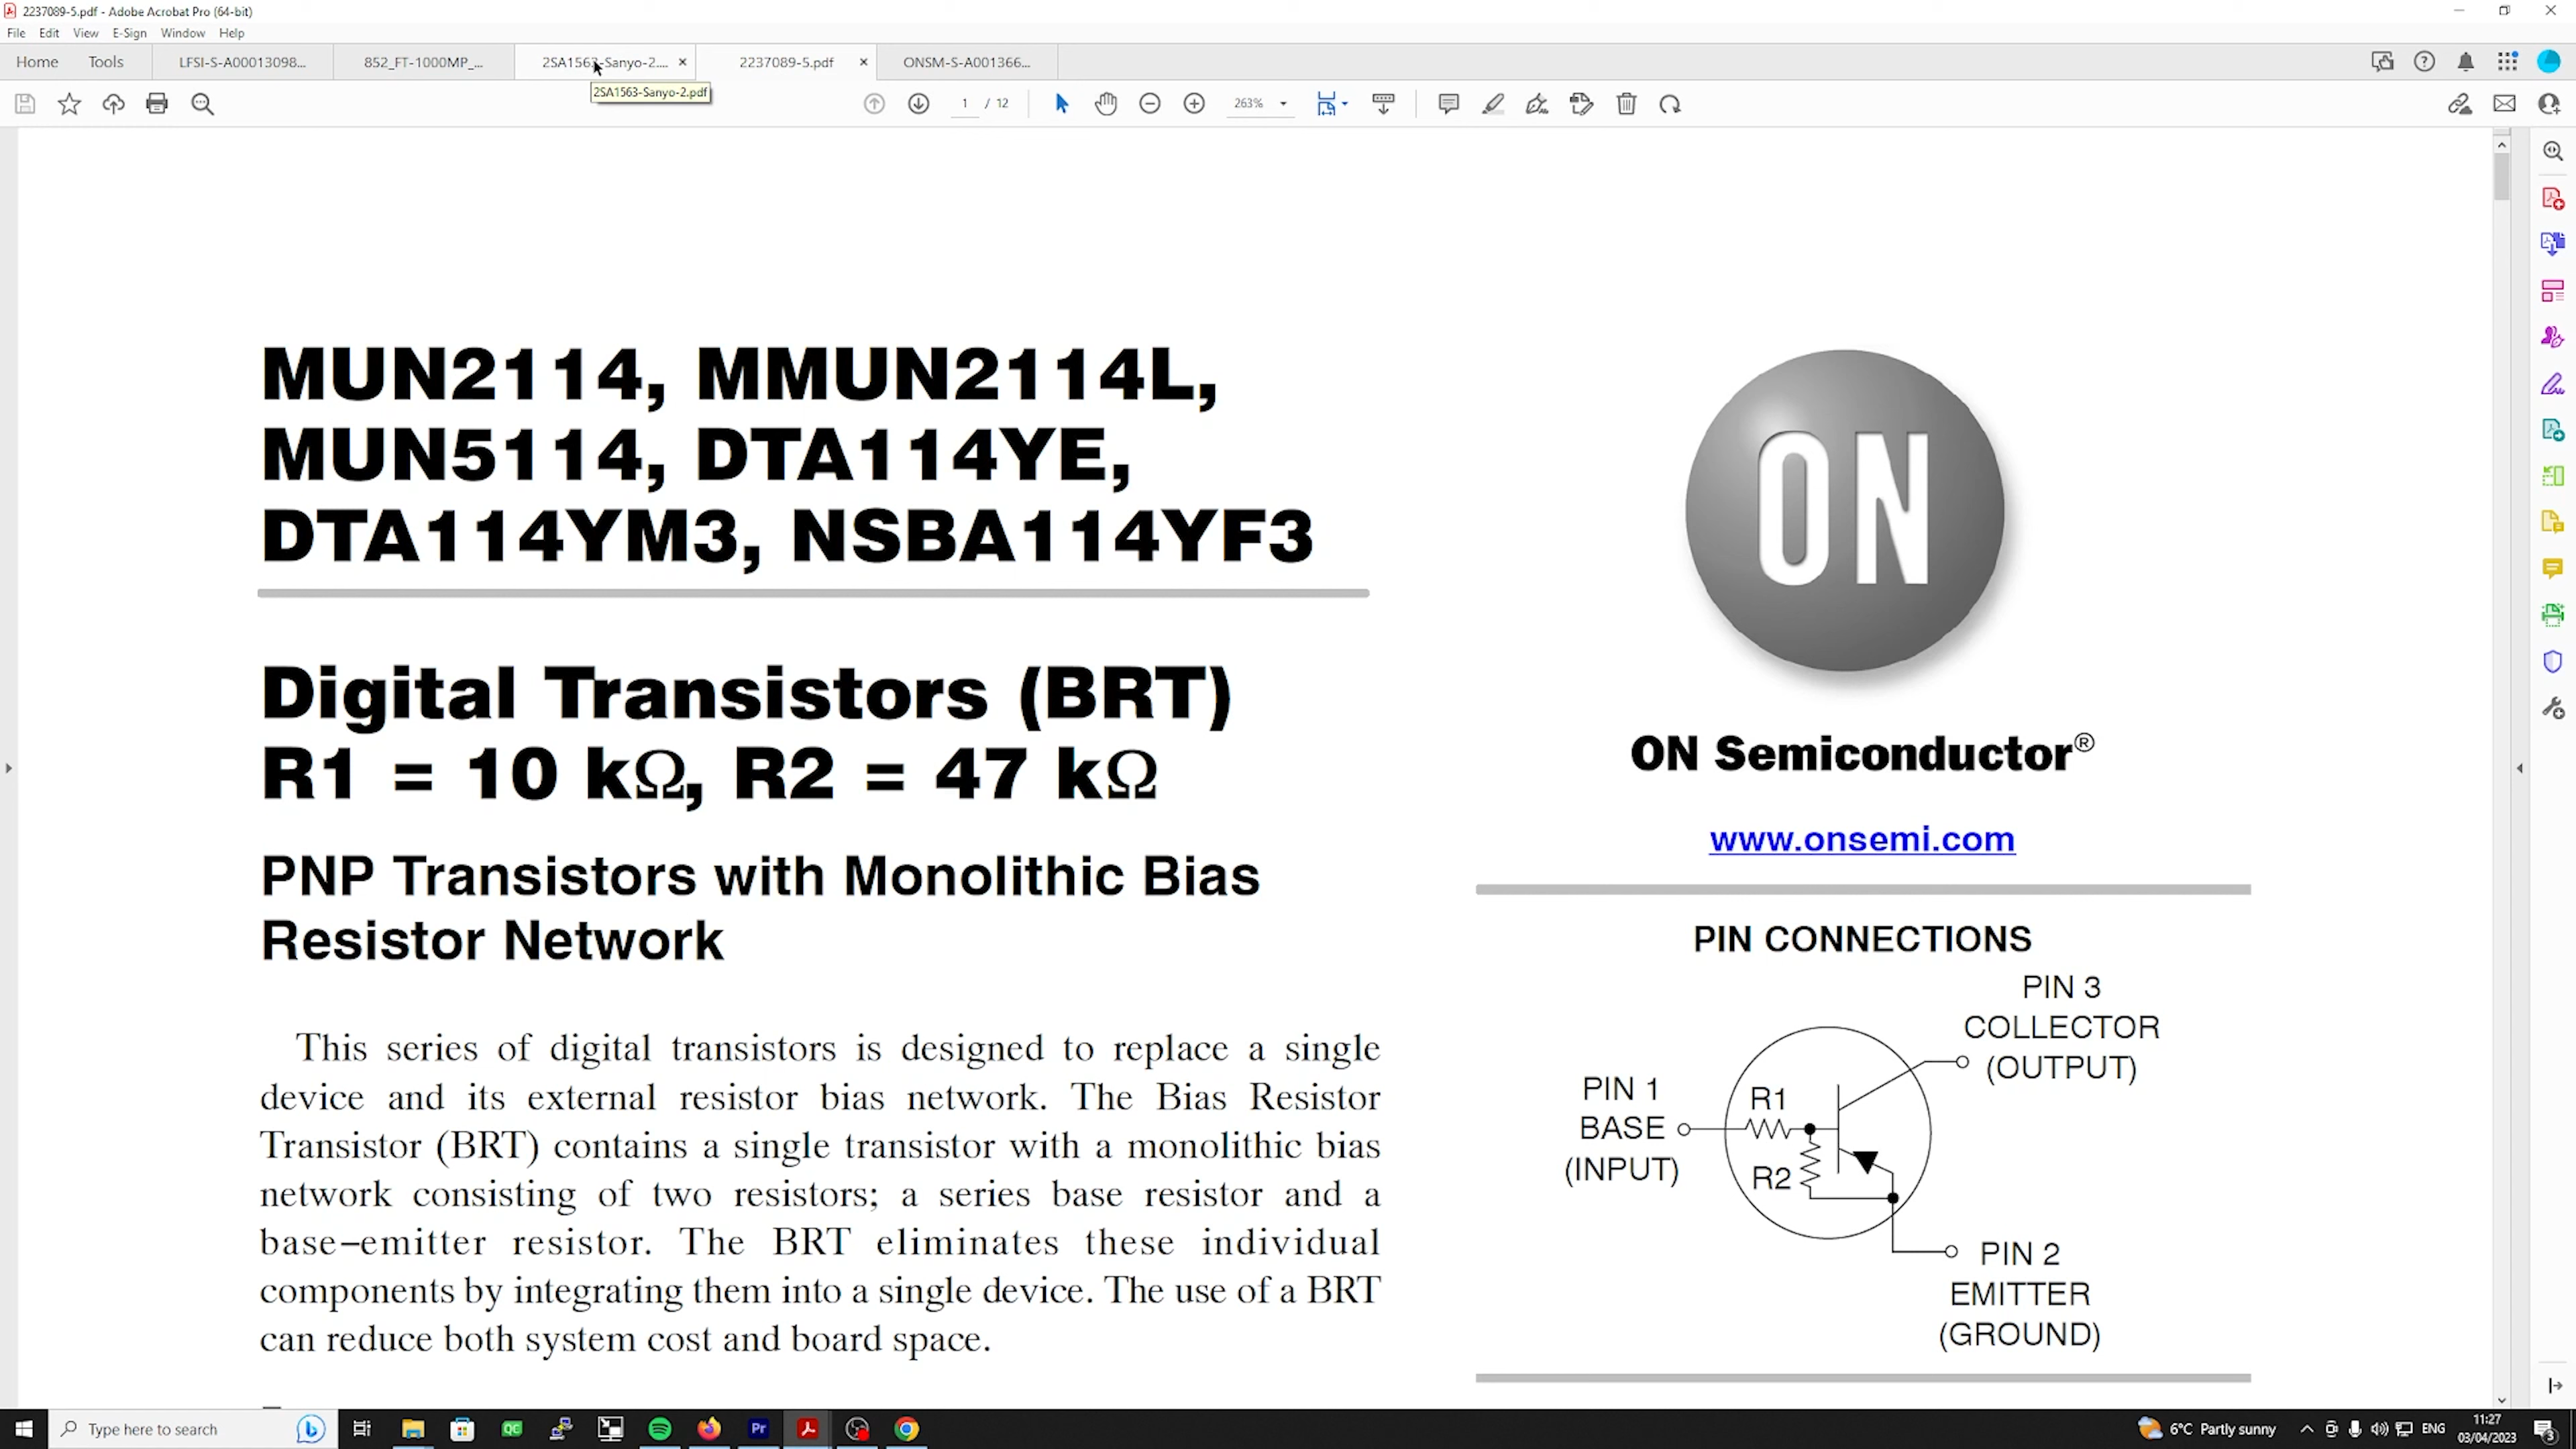 2237089-5.pdf - Adobe Acrobat Pro (64-bit)
File Edit View E-Sign Window Help
Home Tools LFSI-S-A00013098... 852_FT-1000MP_... 2SA1563-Sanyo-2.... 2237089-5.pdf ONSM-S-A001366...
2SA1563-Sanyo-2.pdf
1 / 12 263%
MUN2114, MMUN2114L,
MUN5114, DTA114YE,
DTA114YM3, NSBA114YF3
Digital Transistors (BRT)
R1 = 10 kΩ, R2 = 47 kΩ
PNP Transistors with Monolithic Bias
Resistor Network
This series of digital transistors is designed to replace a single
device and its external resistor bias network. The Bias Resistor
Transistor (BRT) contains a single transistor with a monolithic bias
network consisting of two resistors; a series base resistor and a
base−emitter resistor. The BRT eliminates these individual
components by integrating them into a single device. The use of a BRT
can reduce both system cost and board space.
ON
ON Semiconductor®
www.onsemi.com
PIN CONNECTIONS
PIN 3
COLLECTOR
(OUTPUT)
PIN 1
BASE
(INPUT)
R1
R2
PIN 2
EMITTER
(GROUND)
Type here to search
QC
Pr
6°C Partly sunny
ENG
11:27
03/04/2023
3